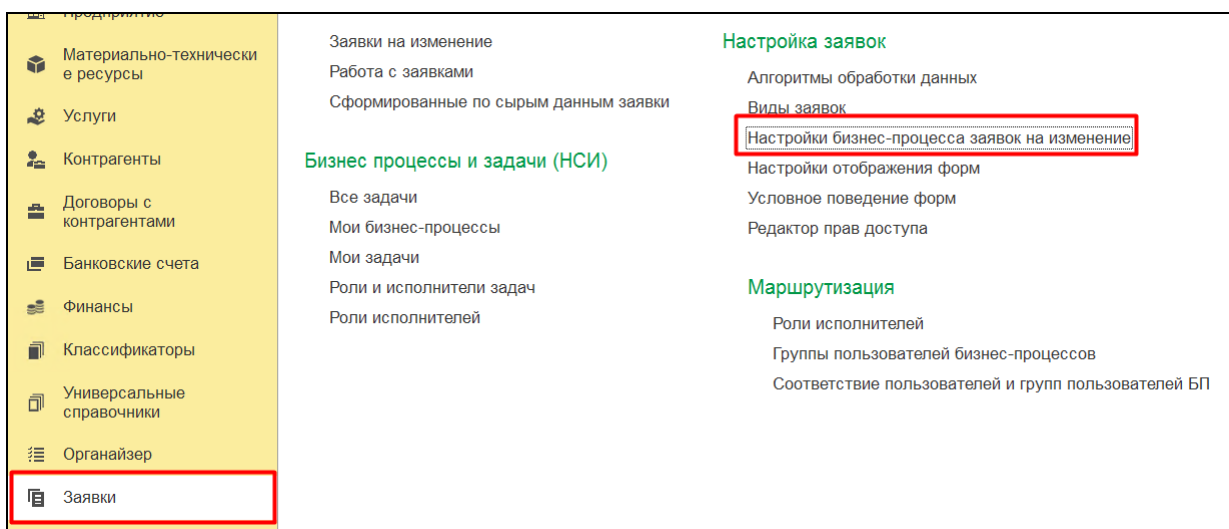 Предприятие
Материально-технически
е ресурсы
Услуги
Контрагенты
Договоры с
контрагентами
Банковские счета
Финансы
Классификаторы
Универсальные
справочники
Органайзер
Заявки
Заявки на изменение
Работа с заявками
Сформированные по сырым данным заявки
Бизнес процессы и задачи (НСИ)
Все задачи
Мои бизнес-процессы
Мои задачи
Роли и исполнители задач
Роли исполнителей
Настройка заявок
Алгоритмы обработки данных
Виды заявок
Настройки бизнес-процесса заявок на изменение
Настройки отображения форм
Условное поведение форм
Редактор прав доступа
Маршрутизация
Роли исполнителей
Группы пользователей бизнес-процессов
Соответствие пользователей и групп пользователей БП